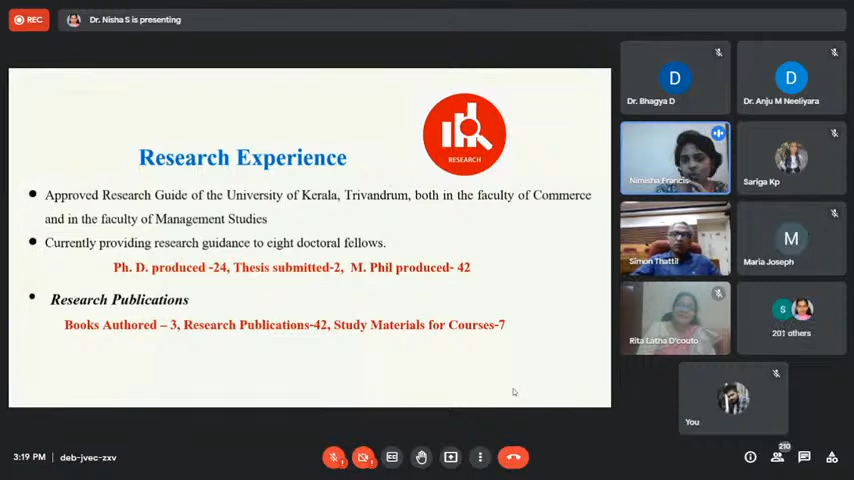 REC
Dr. Nisha S is presenting
RESEARCH
Research Experience
Approved Research Guide of the University of Kerala, Trivandrum, both in the faculty of Commerce
and in the faculty of Management Studies
Currently providing research guidance to eight doctoral fellows.
Ph. D. produced -24, Thesis submitted-2, M. Phil produced- 42
Research Publications
Books Authored – 3, Research Publications-42, Study Materials for Courses-7
D
Dr. Bhagya D
D
Dr. Anju M Neeliyara
Nimisha Francis
Sariga Kp
Simon Thattil
M
Maria Joseph
Rita Latha D'couto
S
201 others
You
3:19 PM
deb-jvec-zxv
CC
210